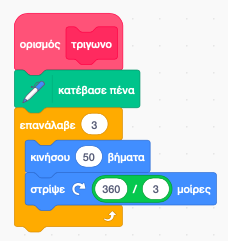 ορισμός τριγωνο
κατέβασε πένα
επανάλαβε 3
κινήσου 50 βήματα
στρίψε 360 / 3 μοίρες